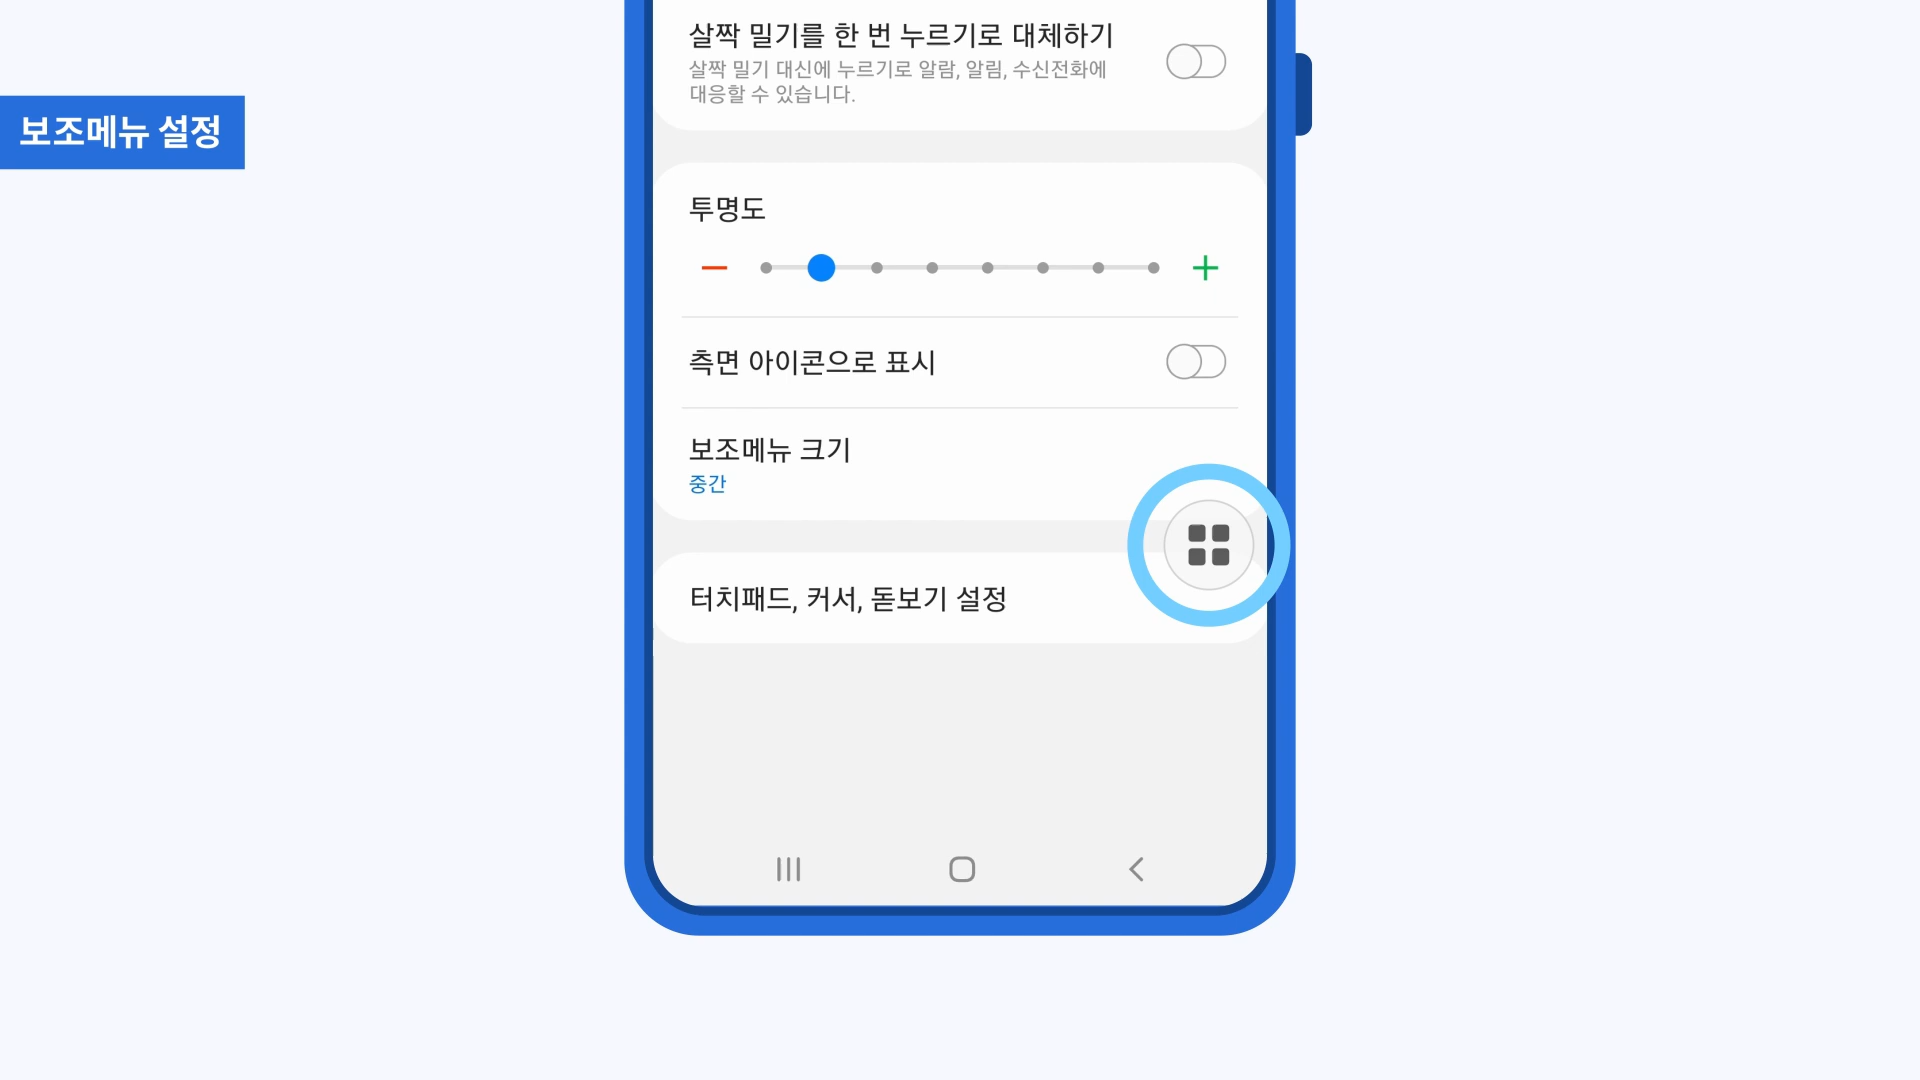 보조메뉴 설정
살짝 밀기를 한 번 누르기로 대체하기
살짝 밀기 대신에 누르기로 알람, 알림, 수신전화에
대응할 수 있습니다.
투명도
측면 아이콘으로 표시
보조메뉴 크기
중간
터치패드, 커서, 돋보기 설정